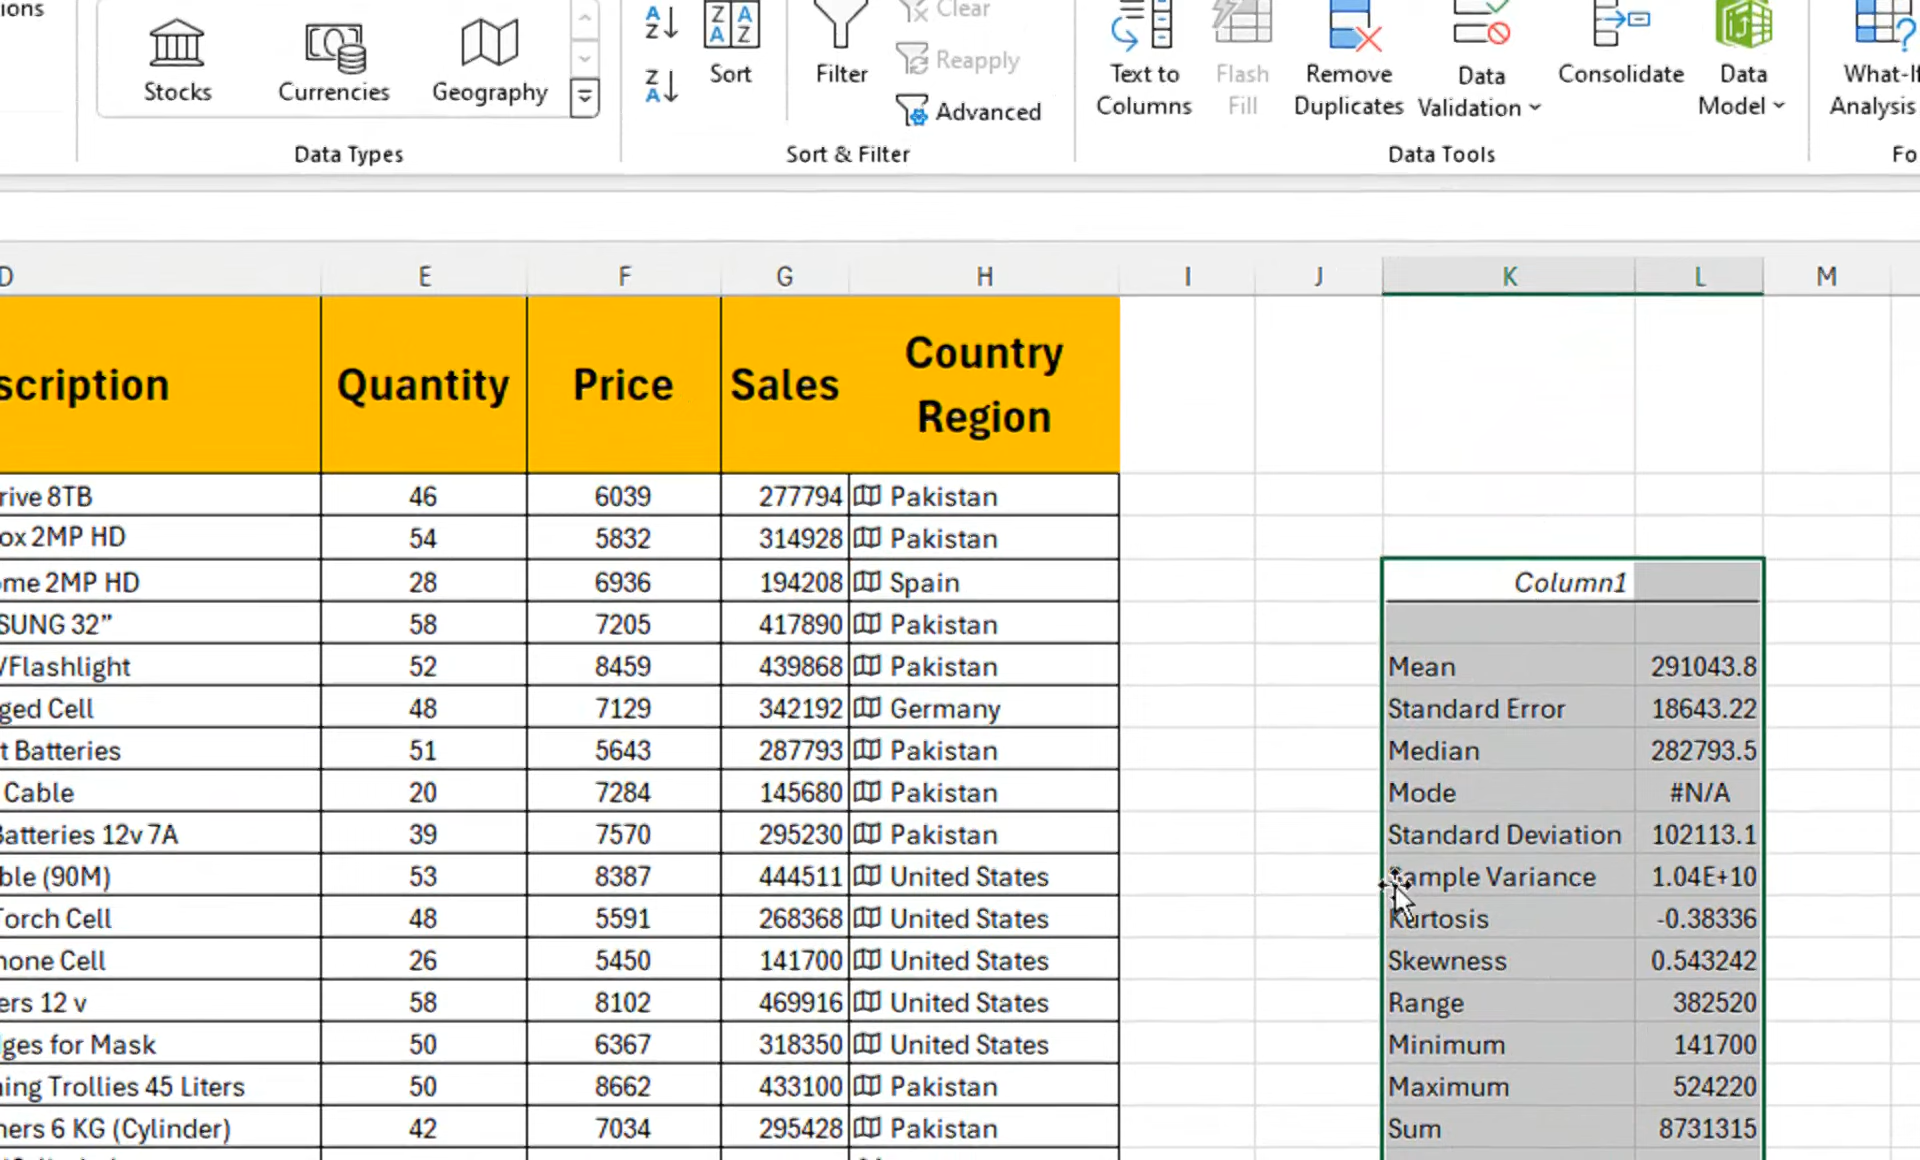 ions
Stocks Currencies Geography
Data Types
Sort
Filter
Clear
Reapply
Advanced
Sort & Filter
Text to Columns
Flash Fill
Remove Duplicates
Data Validation
Consolidate
Data Model
Data Tools
What-If
Analysis
Fo
D E F G H I J K L M
scription Quantity Price Sales Country Region
rive 8TB 46 6039 277794 Pakistan
ox 2MP HD 54 5832 314928 Pakistan
me 2MP HD 28 6936 194208 Spain Column1
SUNG 32” 58 7205 417890 Pakistan
/Flashlight 52 8459 439868 Pakistan Mean 291043.8
ged Cell 48 7129 342192 Germany Standard Error 18643.22
t Batteries 51 5643 287793 Pakistan Median 282793.5
Cable 20 7284 145680 Pakistan Mode #N/A
Batteries 12v 7A 39 7570 295230 Pakistan Standard Deviation 102113.1
ble (90M) 53 8387 444511 United States Sample Variance 1.04E+10
Torch Cell 48 5591 268368 United States Kurtosis -0.38336
hone Cell 26 5450 141700 United States Skewness 0.543242
ers 12 v 58 8102 469916 United States Range 382520
dges for Mask 50 6367 318350 United States Minimum 141700
ning Trollies 45 Liters 50 8662 433100 Pakistan Maximum 524220
hers 6 KG (Cylinder) 42 7034 295428 Pakistan Sum 8731315